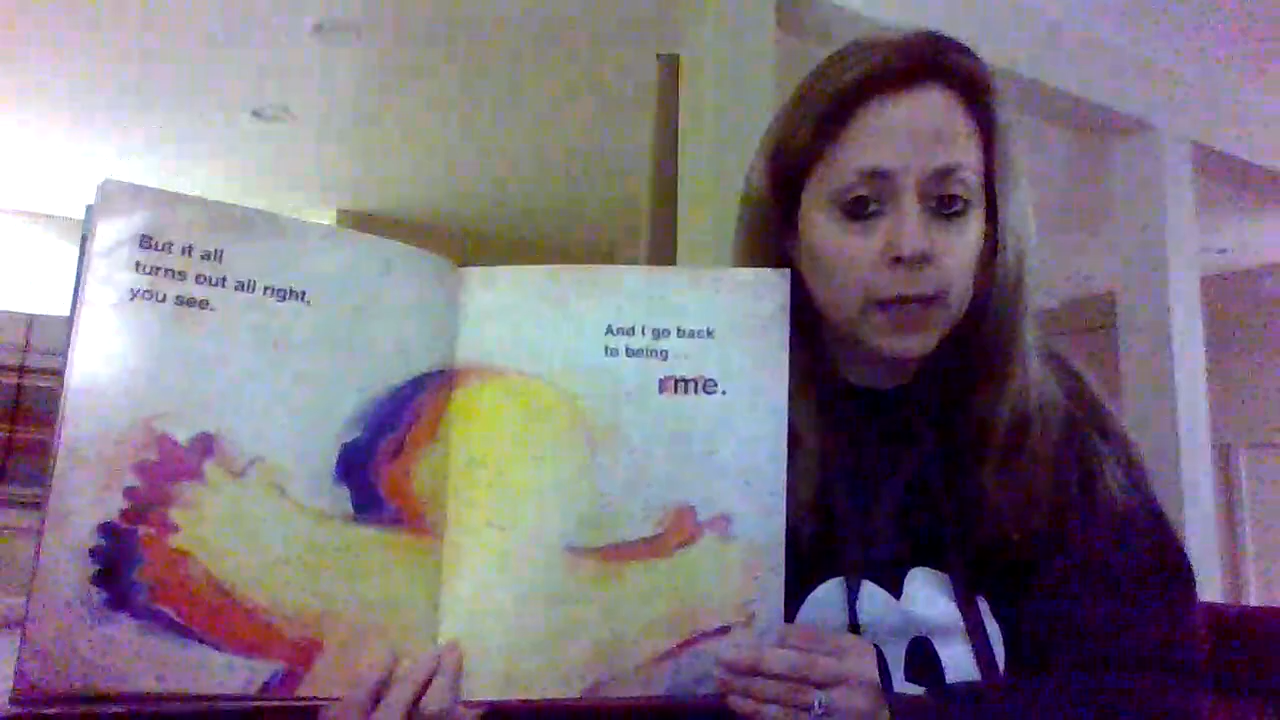 But it all
turns out all right,
you see.
And I go back
to being ...
me.